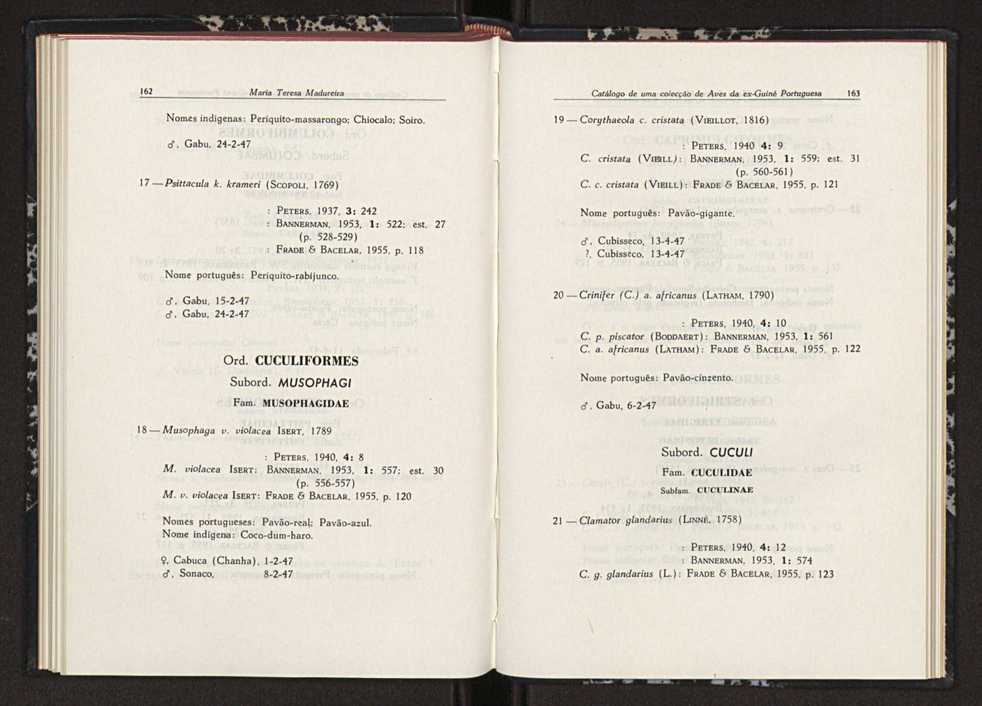 162
Maria Teresa Madureira
Nomes indígenas: Periquito-massarongo; Chiocalo; Soiro.
♂, Gabu, 24-2-47
17 — Psittacula k. krameri (SCOPOLI, 1769)
: PETERS, 1937, 3: 242
: BANNERMAN, 1953, 1: 522; est. 27
(p. 528-529)
: FRADE & BACELAR, 1955, p. 118
Nome português: Periquito-rabijunco.
♂, Gabu, 15-2-47
♂, Gabu, 24-2-47
Ord. CUCULIFORMES
Subord. MUSOPHAGI
Fam. MUSOPHAGIDAE
18 — Musophaga v. violacea ISERT, 1789
: PETERS, 1940, 4: 8
M. violacea ISERT: BANNERMAN, 1953, 1: 557; est. 30
(p. 556-557)
M. v. violacea ISERT: FRADE & BACELAR, 1955, p. 120
Nomes portugueses: Pavão-real; Pavão-azul.
Nome indígena: Coco-dum-haro.
♀, Cabuca (Chanha), 1-2-47
♂, Sonaco, 8-2-47
Catálogo de uma colecção de Aves da ex-Guiné Portuguesa 163
19 — Corythaeola c. cristata (VIEILLOT, 1816)
: PETERS, 1940 4: 9
C. cristata (VIEILL): BANNERMAN, 1953, 1: 559; est. 31
(p. 560-561)
C. c. cristata (VIEILL): FRADE & BACELAR, 1955, p. 121
Nome português: Pavão-gigante.
♂, Cubisseco, 13-4-47
?, Cubisseco, 13-4-47
20 — Crinifer (C.) a. africanus (LATHAM, 1790)
: PETERS, 1940, 4: 10
C. p. piscator (BODDAERT): BANNERMAN, 1953, 1: 561
C. a. africanus (LATHAM): FRADE & BACELAR, 1955, p. 122
Nome português: Pavão-cinzento.
♂, Gabu, 6-2-47
Subord. CUCULI
Fam. CUCULIDAE
Subfam. CUCULINAE
21 — Clamator glandarius (LINNÉ, 1758)
: PETERS, 1940, 4: 12
: BANNERMAN, 1953, 1: 574
C. g. glandarius (L.): FRADE & BACELAR, 1955, p. 123